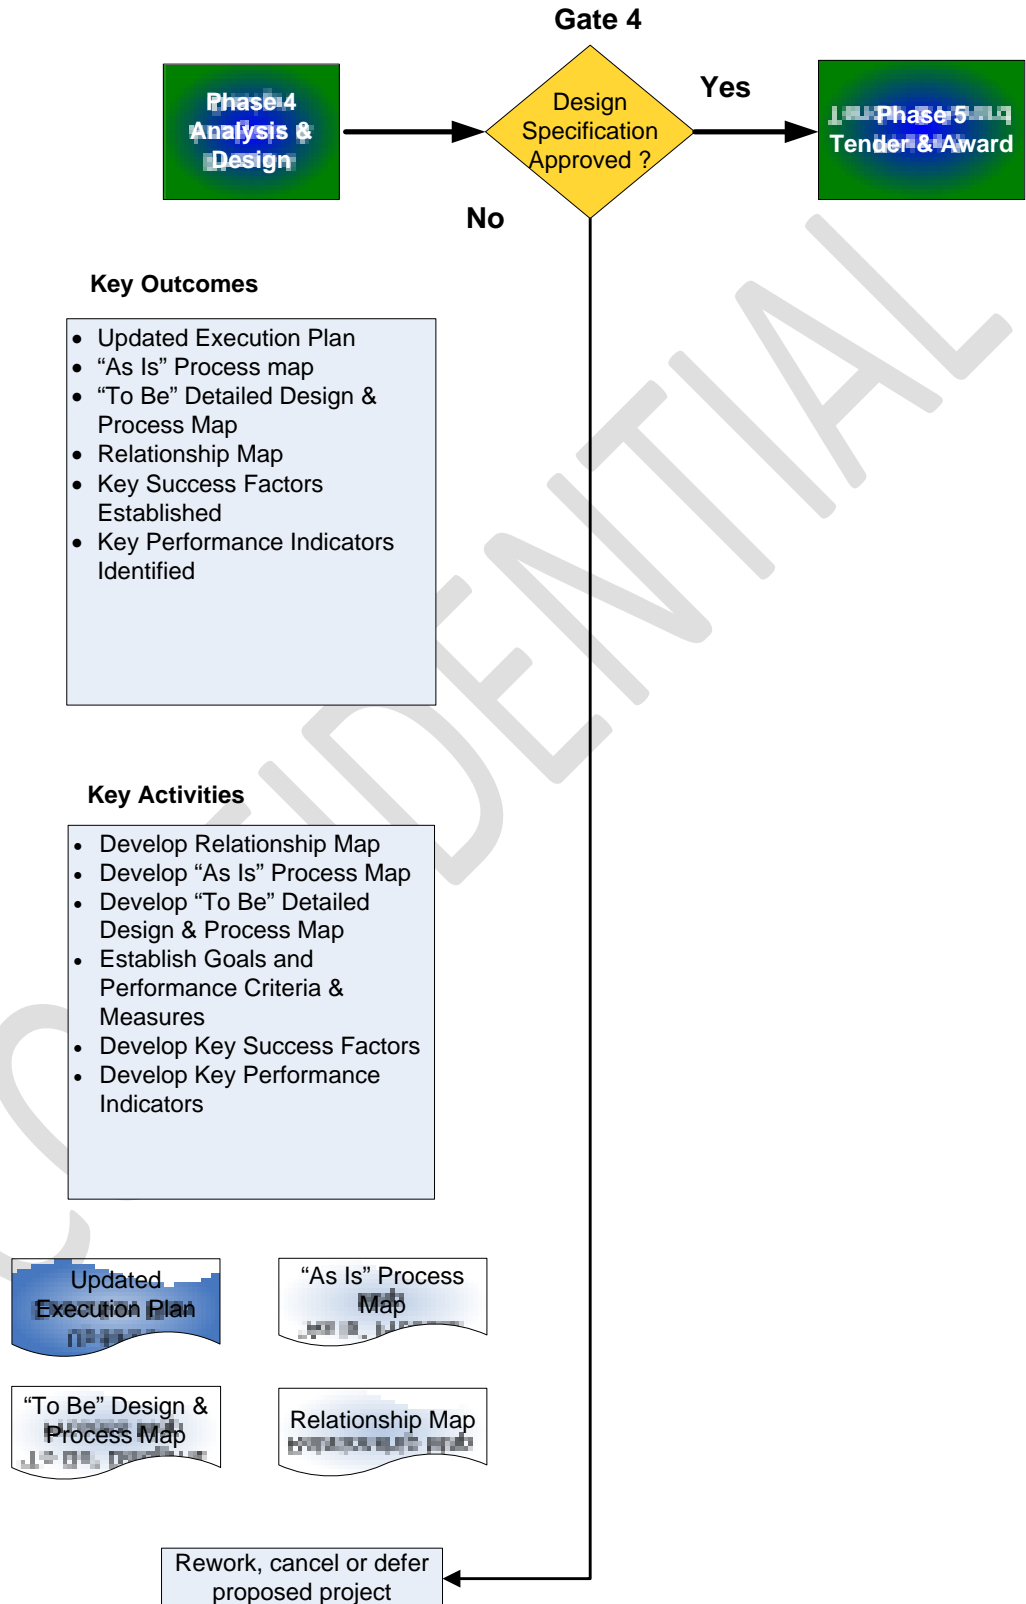 Gate 4
Phase 4
Analysis &
Design
Design
Specification
Approved ?
Yes
Phase 5
Tender & Award
No
Key Outcomes
• Updated Execution Plan
• “As Is” Process map
• “To Be” Detailed Design &
Process Map
• Relationship Map
• Key Success Factors
Established
• Key Performance Indicators
Identified
Key Activities
• Develop Relationship Map
• Develop “As Is” Process Map
• Develop “To Be” Detailed
Design & Process Map
• Establish Goals and
Performance Criteria &
Measures
• Develop Key Success Factors
• Develop Key Performance
Indicators
Updated
Execution Plan
“As Is” Process
Map
“To Be” Design &
Process Map
Relationship Map
Rework, cancel or defer
proposed project
CONFIDENTIAL